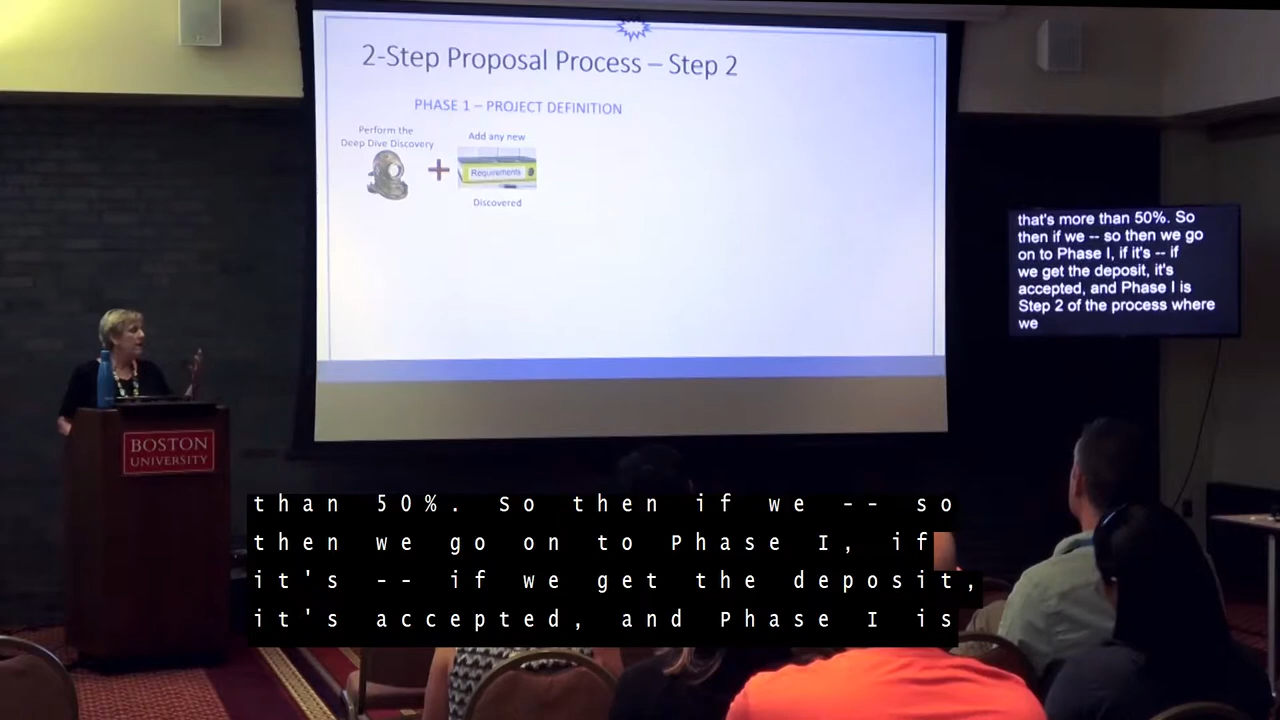 2-Step Proposal Process – Step 2
PHASE 1 – PROJECT DEFINITION
Perform the
Deep Dive Discovery
+
Add any new
Requirements
Discovered
that's more than 50%. So
then if we -- so then we go
on to Phase I, if it's -- if
we get the deposit, it's
accepted, and Phase I is
Step 2 of the process where
we
BOSTON
UNIVERSITY
than 50%. So then if we -- so
then we go on to Phase I, if
it's -- if we get the deposit,
it's accepted, and Phase I is